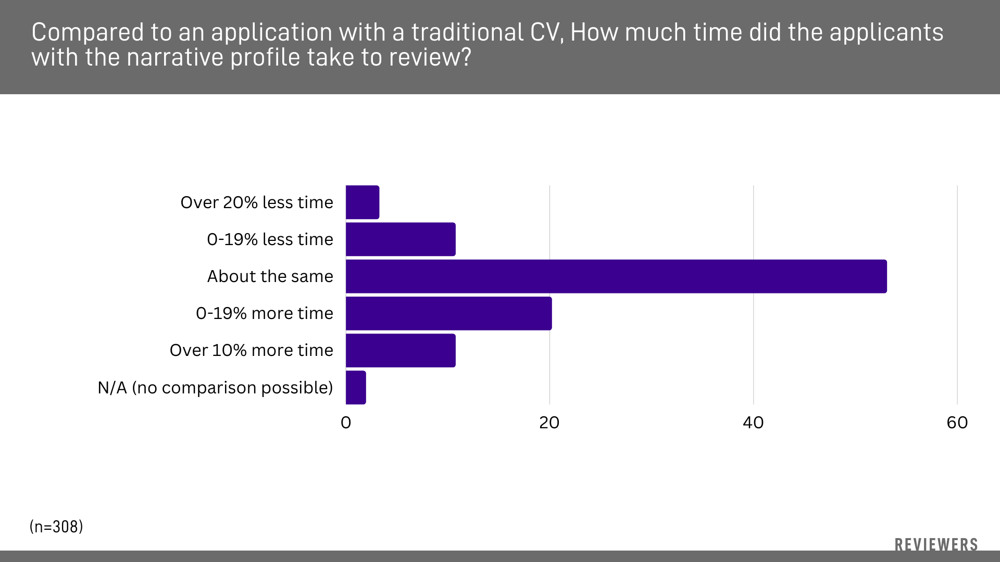 Compared to an application with a traditional CV, How much time did the applicants
with the narrative profile take to review?
Over 20% less time
0-19% less time
About the same
0-19% more time
Over 10% more time
N/A (no comparison possible)
0 20 40 60
(n=308)
REVIEWERS